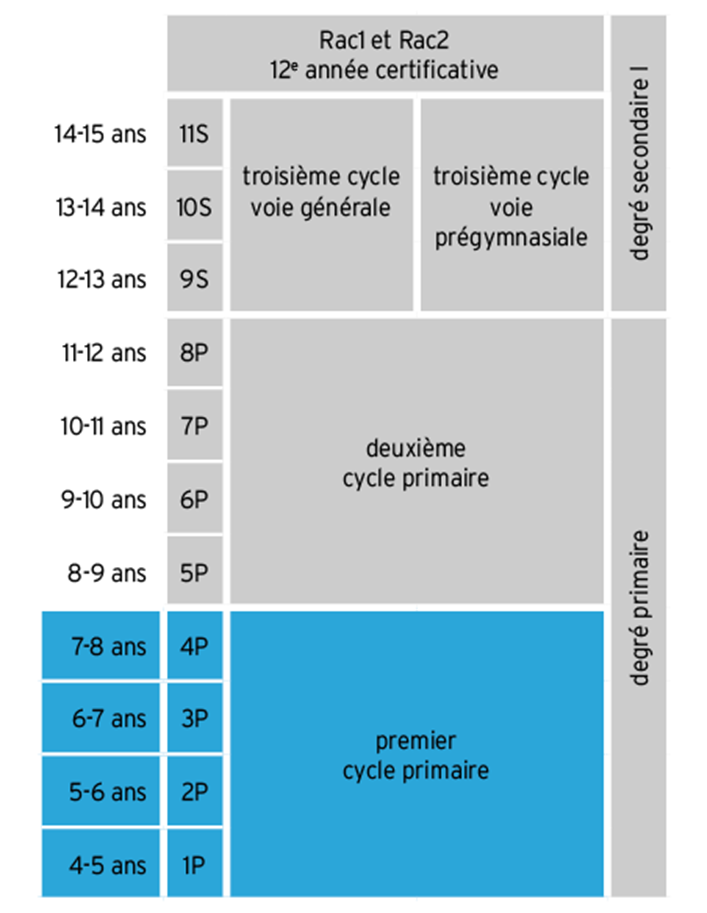 Rac1 et Rac2
12e année certificative
degré secondaire I
14-15 ans 11S
13-14 ans 10S
12-13 ans 9S
troisième cycle
voie générale
troisième cycle
voie
prégymnasiale
11-12 ans 8P
10-11 ans 7P
9-10 ans 6P
8-9 ans 5P
deuxième
cycle primaire
degré primaire
7-8 ans 4P
6-7 ans 3P
5-6 ans 2P
4-5 ans 1P
premier
cycle primaire